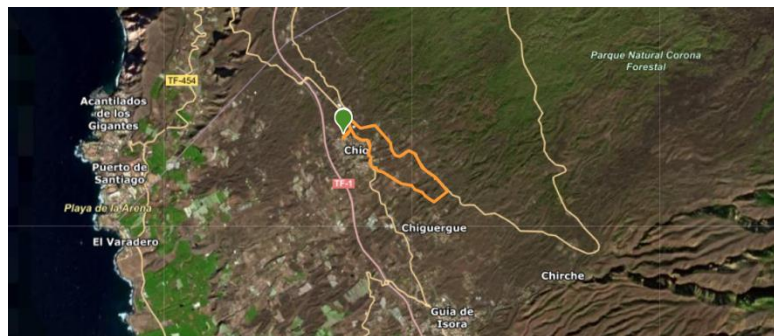 Parque Natural Corona
Forestal
TF-454
Acantilados
de los
Gigantes
Chío
Puerto de
Santiago
TF-1
Playa de la Arena
Chiguergue
El Varadero
Chirche
Guía de
Isora